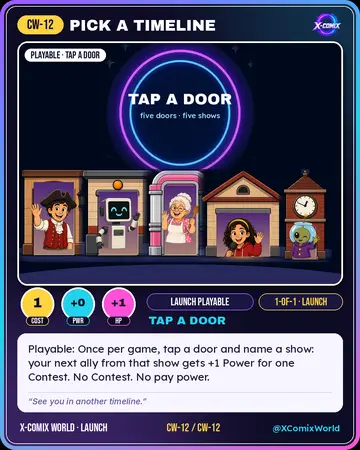 CW-12
PICK A TIMELINE
X-COMIX
PLAYABLE · TAP A DOOR
TAP A DOOR
five doors · five shows
1
COST
+0
PWR
+1
HP
LAUNCH PLAYABLE
1-OF-1 · LAUNCH
TAP A DOOR
Playable: Once per game, tap a door and name a show:
your next ally from that show gets +1 Power for one
Contest. No Contest. No pay power.
“See you in another timeline.”
X-COMIX WORLD · LAUNCH
CW-12 / CW-12
@XComixWorld